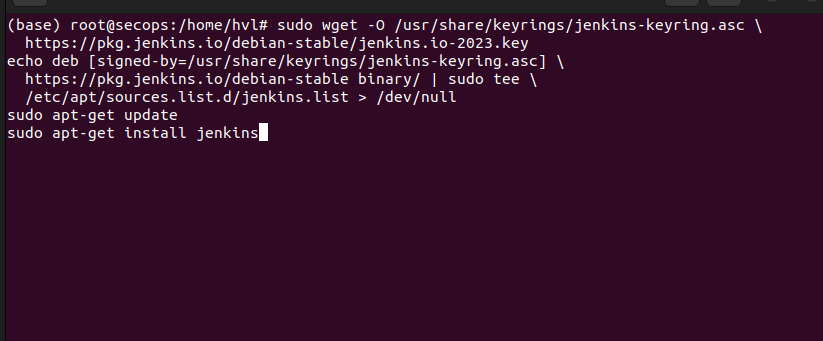 (base) root@secops:/home/hvl# sudo wget -O /usr/share/keyrings/jenkins-keyring.asc \
  https://pkg.jenkins.io/debian-stable/jenkins.io-2023.key
echo deb [signed-by=/usr/share/keyrings/jenkins-keyring.asc] \
  https://pkg.jenkins.io/debian-stable binary/ | sudo tee \
  /etc/apt/sources.list.d/jenkins.list > /dev/null
sudo apt-get update
sudo apt-get install jenkins